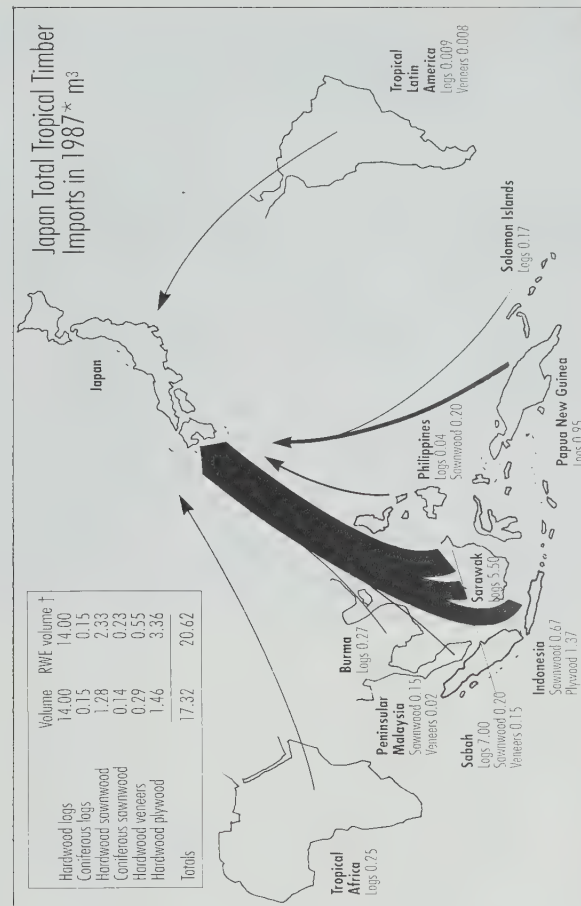 Japan Total Tropical Timber
Imports in 1987* m³
Volume RWE volume †
Hardwood logs 14.00 14.00
Coniferous logs 0.15 0.15
Hardwood sawnwood 1.28 2.33
Coniferous sawnwood 0.14 0.23
Hardwood veneers 0.29 0.55
Hardwood plywood 1.46 3.36
Totals 17.32 20.62
Japan
Tropical
Africa
Logs 0.25
Burma
Logs 0.27
Peninsular
Malaysia
Sawnwood 0.15
Veneers 0.02
Sabah
Logs 7.00
Sawnwood 0.20
Veneers 0.15
Sarawak
Logs 5.50
Indonesia
Sawnwood 0.67
Plywood 1.37
Philippines
Logs 0.04
Sawnwood 0.20
Papua New Guinea
Logs 0.95
Solomon Islands
Logs 0.17
Tropical
Latin
America
Logs 0.009
Veneers 0.008